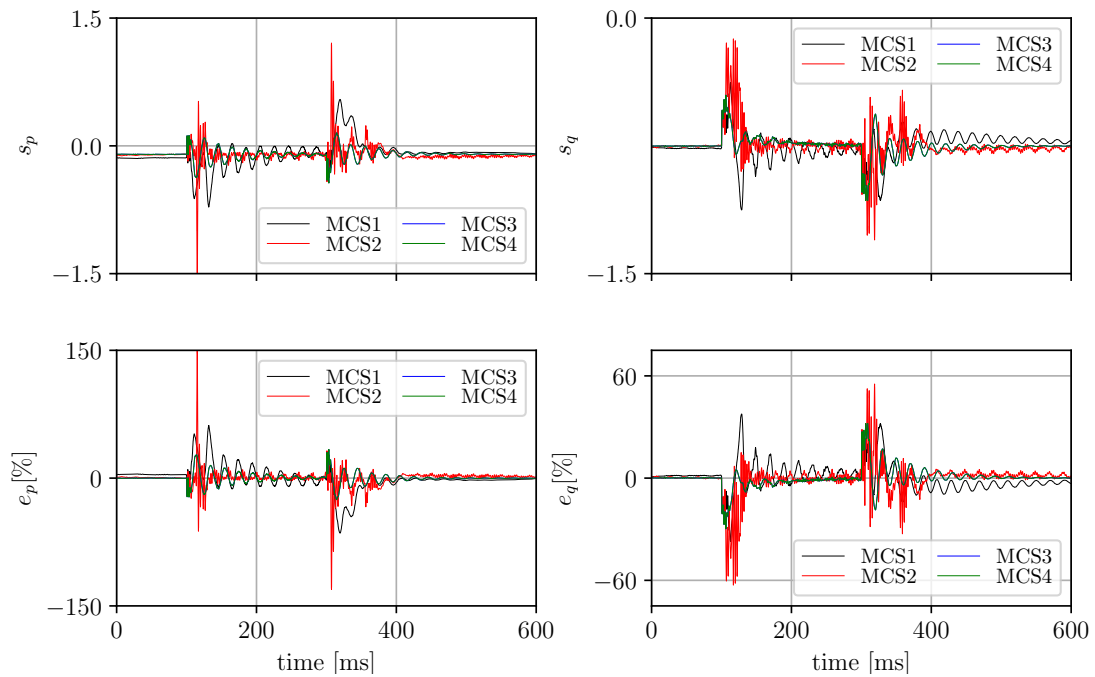 1.5
0.0
−1.5
s_p
MCS1 MCS3
MCS2 MCS4
0.0
−1.5
s_q
MCS1 MCS3
MCS2 MCS4
150
0
−150
e_p[%]
MCS1 MCS3
MCS2 MCS4
0 200 400 600
time [ms]
60
0
−60
e_q[%]
MCS1 MCS3
MCS2 MCS4
0 200 400 600
time [ms]